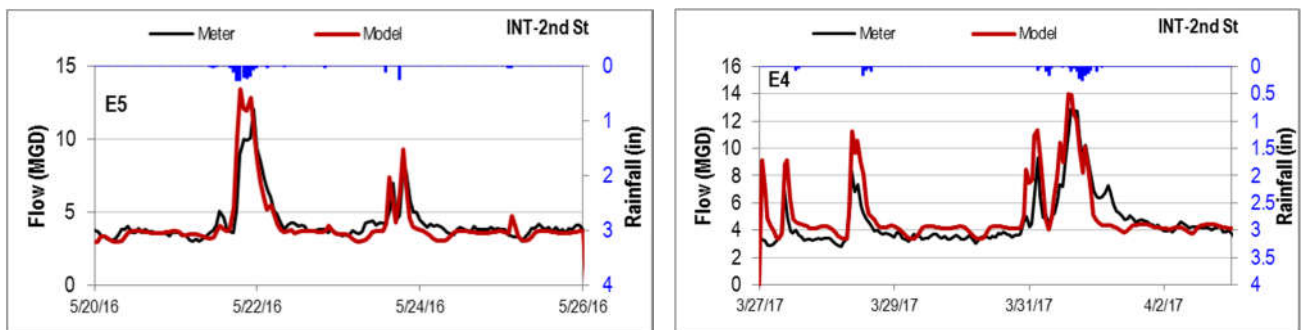 Meter Model INT-2nd St
15 0
E5
1
10
Flow (MGD)
2
Rainfall (in)
5
3
0 4
5/20/16 5/22/16 5/24/16 5/26/16
Meter Model INT-2nd St
16 0
E4
14 0.5
12 1
10 1.5
Flow (MGD)
8 2
Rainfall (in)
6 2.5
4 3
2 3.5
0 4
3/27/17 3/29/17 3/31/17 4/2/17